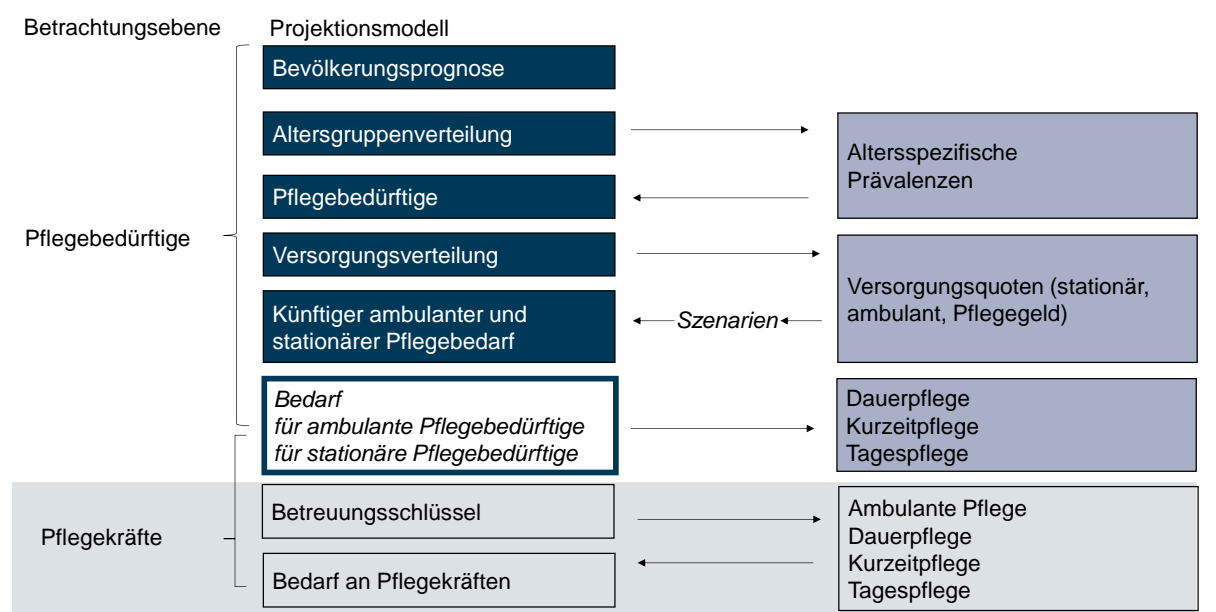 Betrachtungsebene
Projektionsmodell
Bevölkerungsprognose
Altersgruppenverteilung
Altersspezifische
Prävalenzen
Pflegebedürftige
Pflegebedürftige
Versorgungsverteilung
Versorgungsquoten (stationär,
ambulant, Pflegegeld)
Künftiger ambulanter und
stationärer Pflegebedarf
Szenarien
Bedarf
für ambulante Pflegebedürftige
für stationäre Pflegebedürftige
Dauerpflege
Kurzeitpflege
Tagespflege
Pflegekräfte
Betreuungsschlüssel
Bedarf an Pflegekräften
Ambulante Pflege
Dauerpflege
Kurzeitpflege
Tagespflege